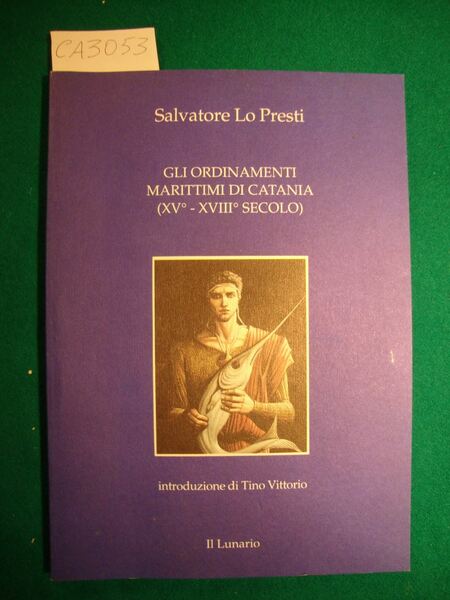 CA3053
Salvatore Lo Presti
GLI ORDINAMENTI
MARITTIMI DI CATANIA
(XV° - XVIII° SECOLO)
introduzione di Tino Vittorio
Il Lunario